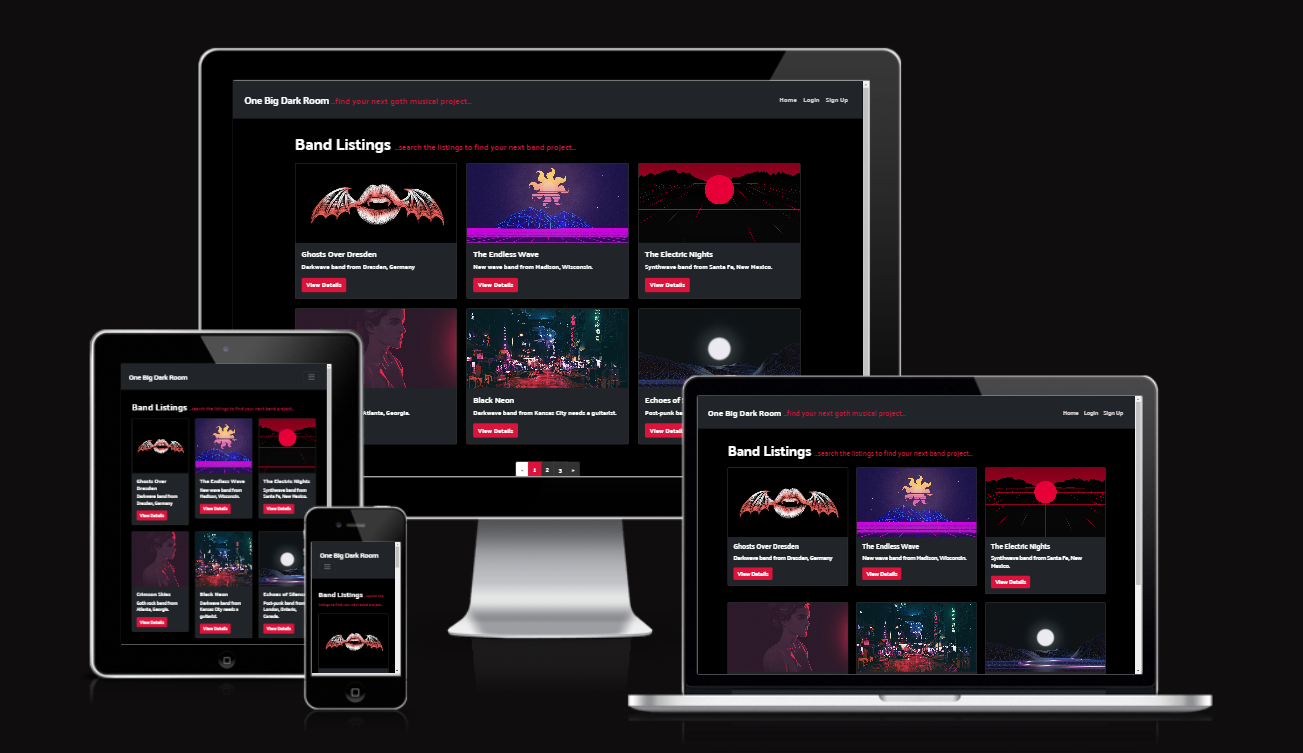 One Big Dark Room ...find your next goth musical project...
Home Login Sign Up
Band Listings ...search the listings to find your next band project...
Ghosts Over Dresden
Darkwave band from Dresden, Germany
View Details
The Endless Wave
New wave band from Madison, Wisconsin.
View Details
The Electric Nights
Synthwave band from Santa Fe, New Mexico.
View Details
Atlanta, Georgia.
Black Neon
Darkwave band from Kansas City needs a guitarist.
View Details
Echoes of S
Post-punk ba
View Detai
« 1 2 3 »
One Big Dark Room
Band Listings ...search the listings to find your next band project...
Ghosts Over
Dresden
Darkwave band from
Dresden, Germany
View Details
The Endless Wave
New wave band from
Madison, Wisconsin.
View Details
The Electric Nights
Synthwave band from
Santa Fe, New Mexico.
View Details
Crimson Skies
Goth rock band from
Atlanta, Georgia.
View Details
Black Neon
Darkwave band from
Kansas City needs a
guitarist.
View Details
Echoes of Silence
Post-punk band from
London, Ontario,
Canada.
View Details
One Big Dark Room
Band Listings ...search the
listings to find your next band project...
One Big Dark Room ...find your next goth musical project...
Home Login Sign Up
Band Listings ...search the listings to find your next band project...
Ghosts Over Dresden
Darkwave band from Dresden, Germany
View Details
The Endless Wave
New wave band from Madison, Wisconsin.
View Details
The Electric Nights
Synthwave band from Santa Fe, New
Mexico.
View Details